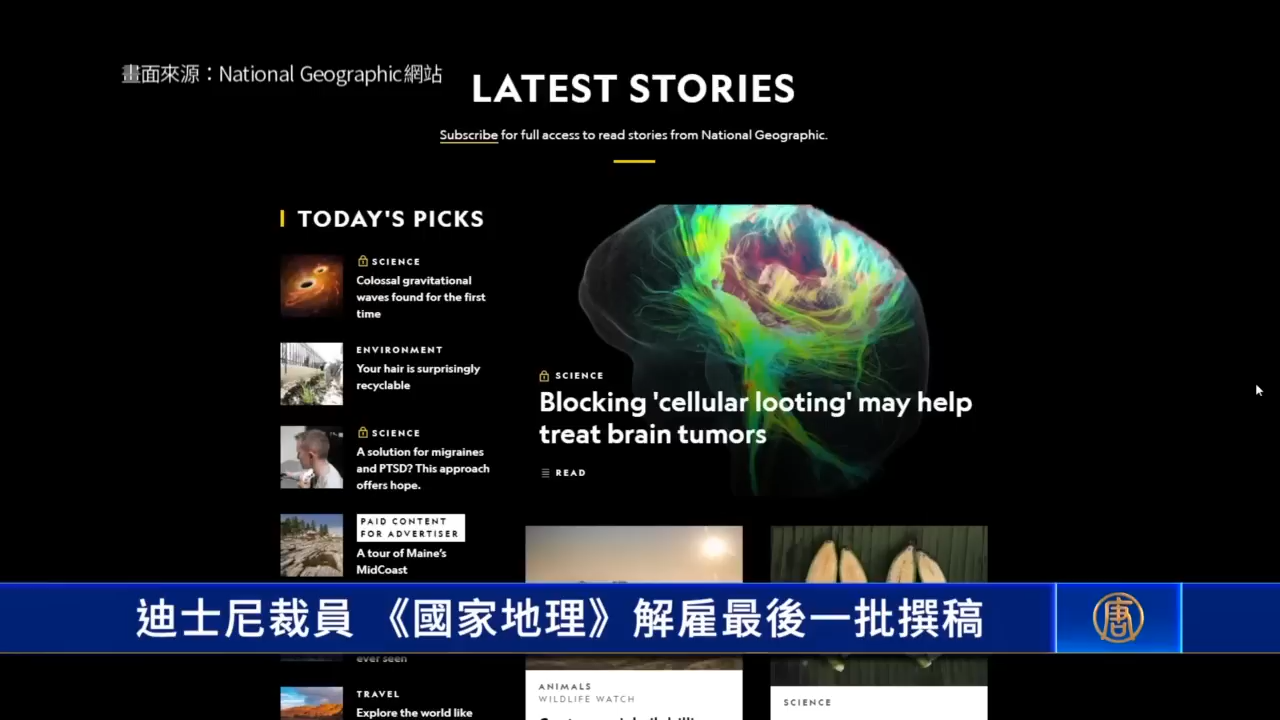 畫面來源：National Geographic網站
LATEST STORIES
Subscribe for full access to read stories from National Geographic.
TODAY'S PICKS
SCIENCE
Colossal gravitational
waves found for the first
time
ENVIRONMENT
Your hair is surprisingly
recyclable
SCIENCE
A solution for migraines
and PTSD? This approach
offers hope.
PAID CONTENT
FOR ADVERTISER
A tour of Maine's
MidCoast
SCIENCE
Blocking 'cellular looting' may help
treat brain tumors
READ
迪士尼裁員 《國家地理》解雇最後一批撰稿
唐
ever seen
TRAVEL
Explore the world like
ANIMALS
WILDLIFE WATCH
SCIENCE